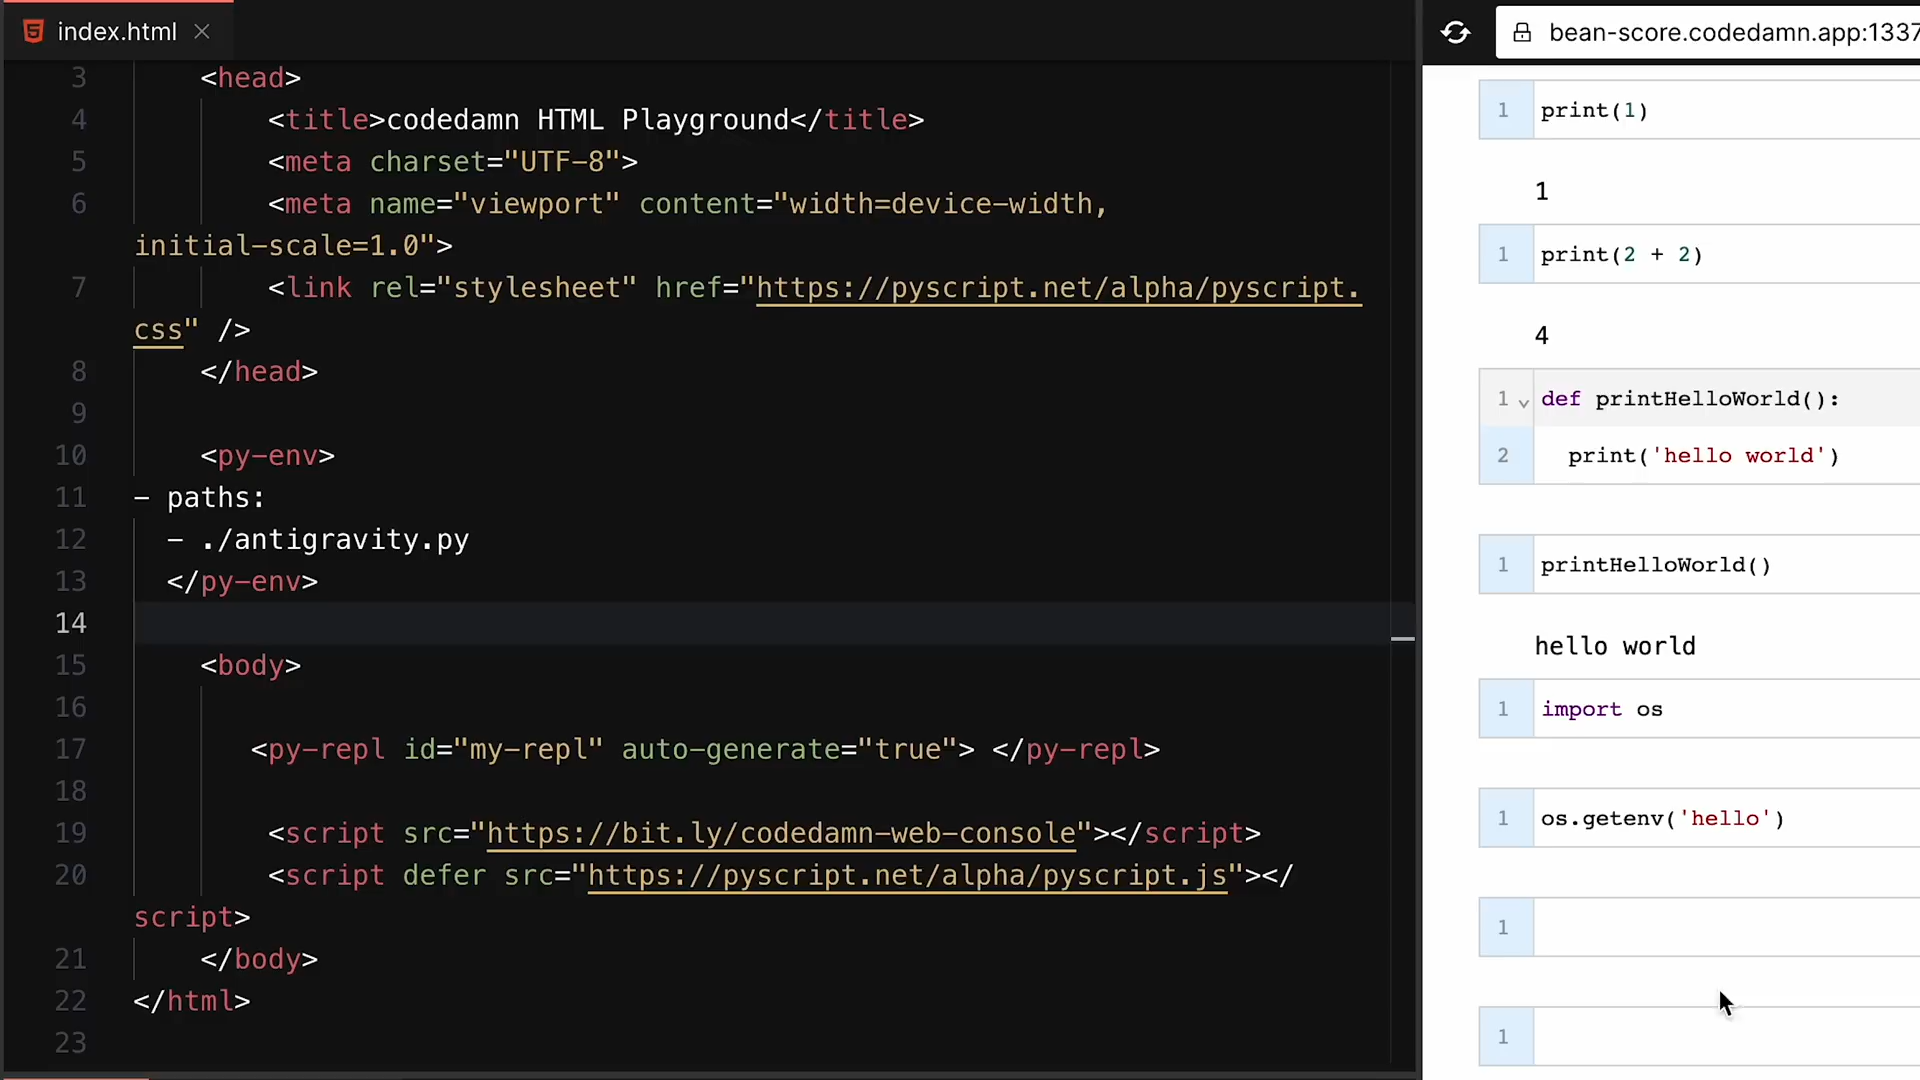 index.html
3 <head>
4 <title>codedamn HTML Playground</title>
5 <meta charset="UTF-8">
6 <meta name="viewport" content="width=device-width,
initial-scale=1.0">
7 <link rel="stylesheet" href="https://pyscript.net/alpha/pyscript.
css" />
8 </head>
9
10 <py-env>
11 - paths:
12 - ./antigravity.py
13 </py-env>
14
15 <body>
16
17 <py-repl id="my-repl" auto-generate="true"> </py-repl>
18
19 <script src="https://bit.ly/codedamn-web-console"></script>
20 <script defer src="https://pyscript.net/alpha/pyscript.js"></
script>
21 </body>
22 </html>
23
bean-score.codedamn.app:1337
1 print(1)
1
1 print(2 + 2)
4
1 def printHelloWorld():
2 print('hello world')
1 printHelloWorld()
hello world
1 import os
1 os.getenv('hello')
1
1